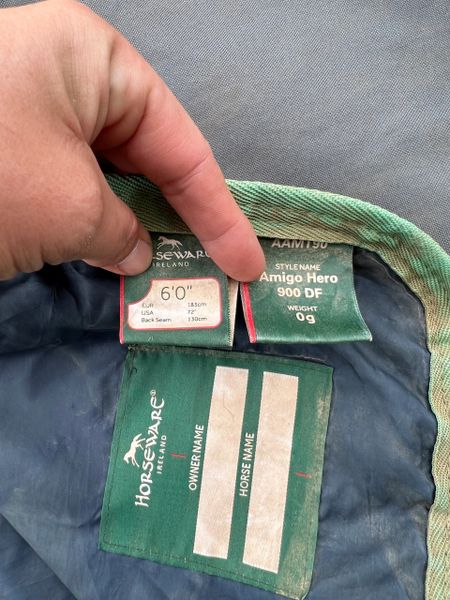 HORSEWARE
IRELAND
6'0"
EUR 183cm
USA 72"
Back Seam 130cm
AAMT90
STYLE NAME
Amigo Hero
900 DF
WEIGHT
0g
HORSEWARE®
IRELAND
OWNER NAME
HORSE NAME